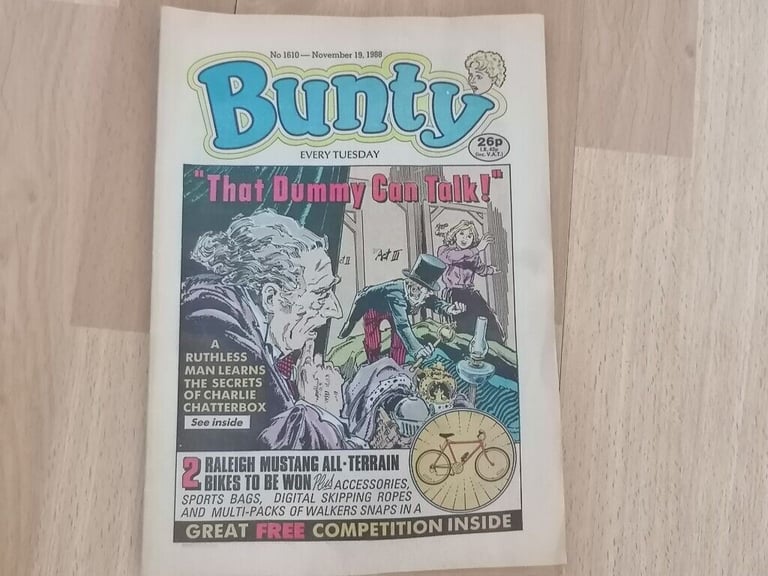 No 1610 — November 19, 1988
Bunty
EVERY TUESDAY
26p
I.R. 45p
(Inc. V.A.T.)
"That Dummy Can Talk!"
Act III
A
RUTHLESS
MAN LEARNS
THE SECRETS
OF CHARLIE
CHATTERBOX
See inside
2 RALEIGH MUSTANG ALL-TERRAIN
BIKES TO BE WON Plus ACCESSORIES,
SPORTS BAGS, DIGITAL SKIPPING ROPES
AND MULTI-PACKS OF WALKERS SNAPS IN A
GREAT FREE COMPETITION INSIDE